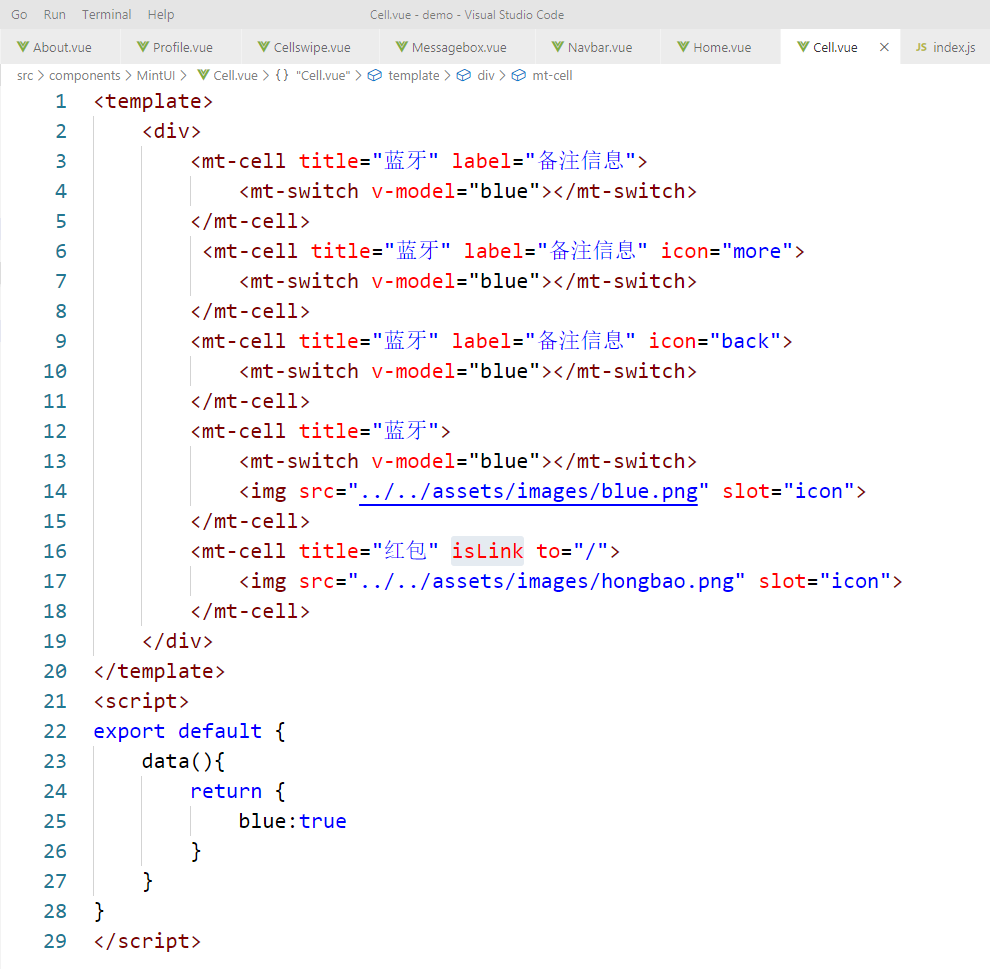 Go Run Terminal Help Cell.vue - demo - Visual Studio Code
About.vue Profile.vue Cellswipe.vue Messagebox.vue Navbar.vue Home.vue Cell.vue × JS index.js
src > components > MintUI > Cell.vue > {} "Cell.vue" > template > div > mt-cell
1 <template>
2 <div>
3 <mt-cell title="蓝牙" label="备注信息">
4 <mt-switch v-model="blue"></mt-switch>
5 </mt-cell>
6 <mt-cell title="蓝牙" label="备注信息" icon="more">
7 <mt-switch v-model="blue"></mt-switch>
8 </mt-cell>
9 <mt-cell title="蓝牙" label="备注信息" icon="back">
10 <mt-switch v-model="blue"></mt-switch>
11 </mt-cell>
12 <mt-cell title="蓝牙">
13 <mt-switch v-model="blue"></mt-switch>
14 <img src="../../assets/images/blue.png" slot="icon">
15 </mt-cell>
16 <mt-cell title="红包" isLink to="/">
17 <img src="../../assets/images/hongbao.png" slot="icon">
18 </mt-cell>
19 </div>
20 </template>
21 <script>
22 export default {
23 data(){
24 return {
25 blue:true
26 }
27 }
28 }
29 </script>